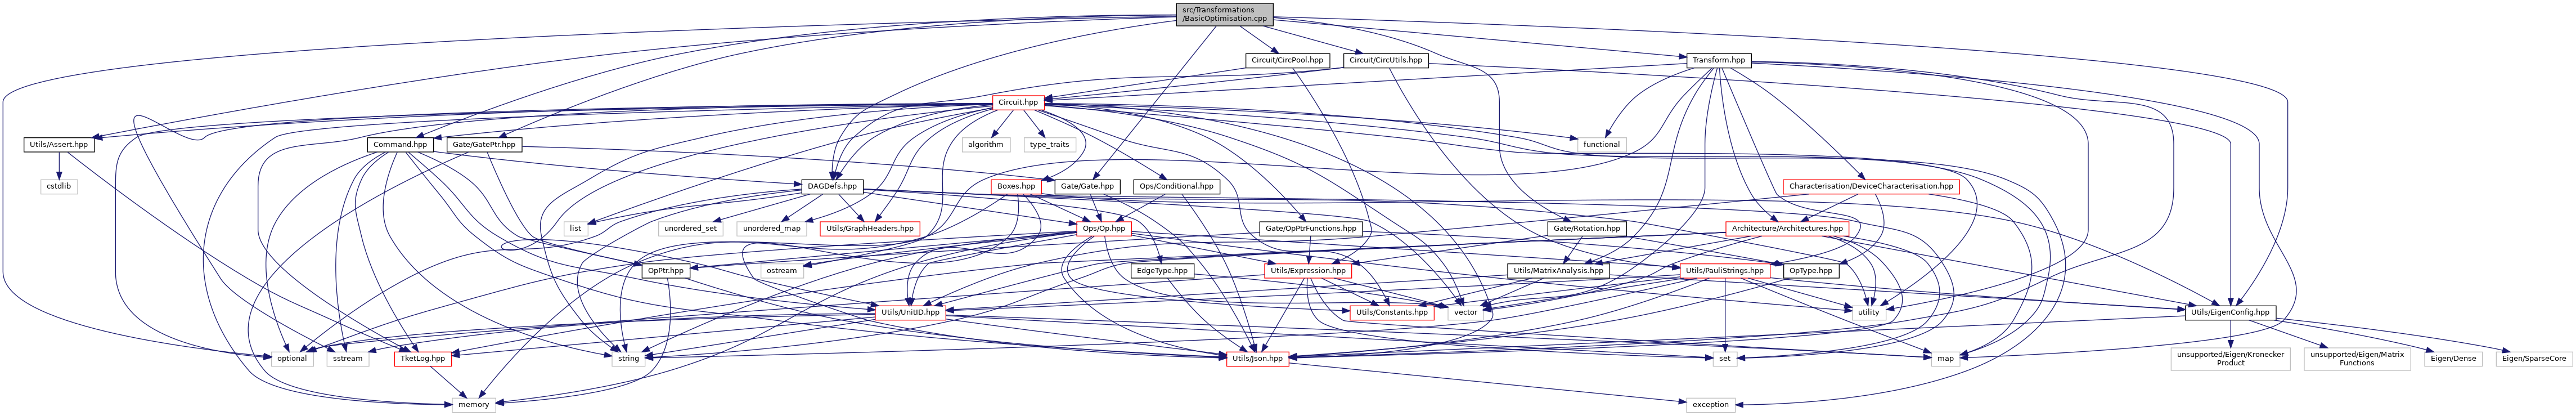 src/Transformations
/BasicOptimisation.cpp
Circuit/CircPool.hpp
Circuit/CircUtils.hpp
Transform.hpp
Circuit.hpp
Utils/Assert.hpp
Command.hpp
Gate/GatePtr.hpp
algorithm
type_traits
functional
cstdlib
DAGDefs.hpp
Boxes.hpp
Gate/Gate.hpp
Ops/Conditional.hpp
Characterisation/DeviceCharacterisation.hpp
list
unordered_set
unordered_map
Utils/GraphHeaders.hpp
Ops/Op.hpp
Gate/OpPtrFunctions.hpp
Gate/Rotation.hpp
Architecture/Architectures.hpp
OpPtr.hpp
ostream
EdgeType.hpp
Utils/Expression.hpp
Utils/MatrixAnalysis.hpp
Utils/PauliStrings.hpp
OpType.hpp
Utils/UnitID.hpp
Utils/Constants.hpp
vector
utility
Utils/EigenConfig.hpp
optional
sstream
TketLog.hpp
string
Utils/Json.hpp
set
map
unsupported/Eigen/Kronecker
Product
unsupported/Eigen/Matrix
Functions
Eigen/Dense
Eigen/SparseCore
memory
exception